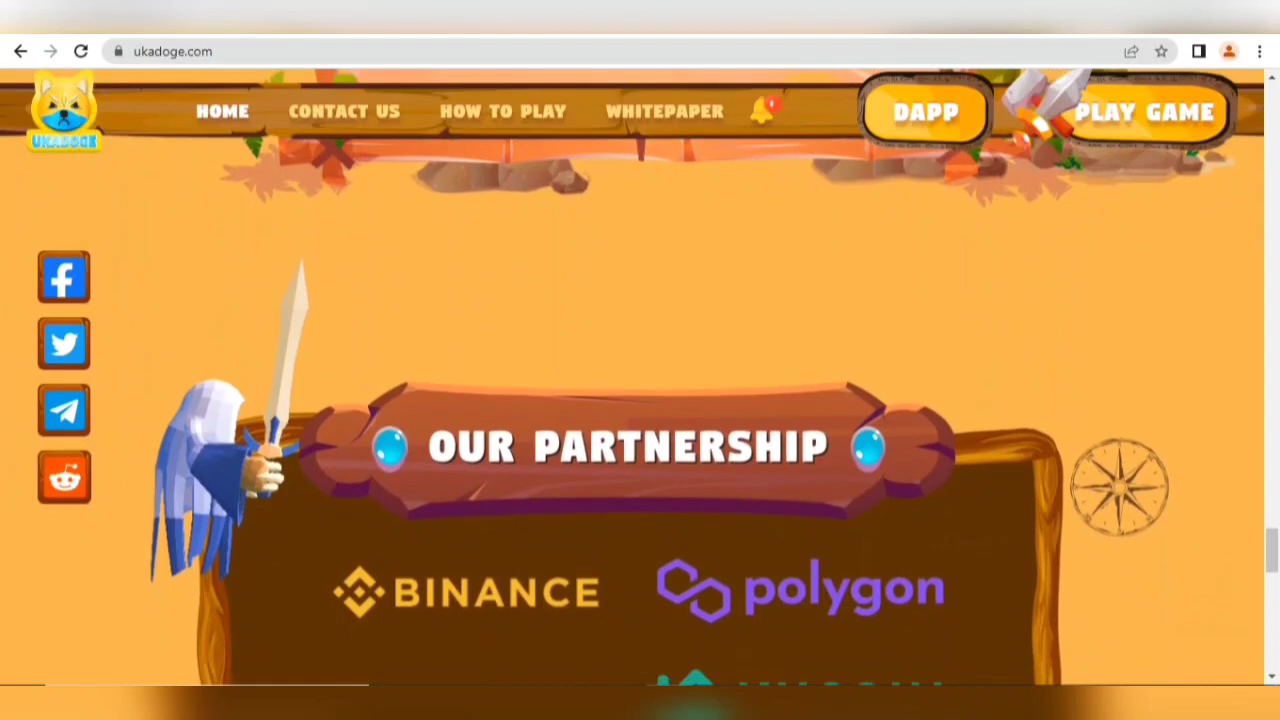 ukadoge.com
UKADOGE
HOME CONTACT US HOW TO PLAY WHITEPAPER DAPP PLAY GAME
OUR PARTNERSHIP
BINANCE polygon